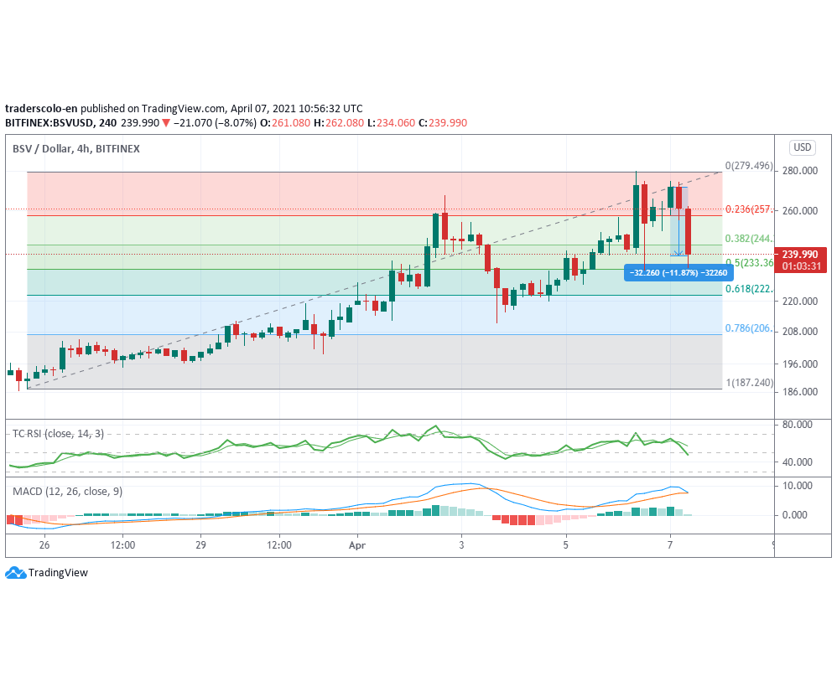 traderscolo-en published on TradingView.com, April 07, 2021 10:56:32 UTC
BITFINEX:BSVUSD, 240 239.990 ▼ −21.070 (−8.07%) O:261.080 H:262.080 L:234.060 C:239.990
BSV / Dollar, 4h, BITFINEX
USD
0(279.496)
280.000
0.236(257.
260.000
0.382(244.
239.990
01:03:31
0.5(233.36
−32.260 (−11.87%) −32260
0.618(222.
220.000
0.786(206.
208.000
196.000
1(187.240)
186.000
TC RSI (close, 14, 3)
80.000
40.000
MACD (12, 26, close, 9)
10.000
0.000
26 12:00 29 12:00 Apr 3 5 7
TradingView